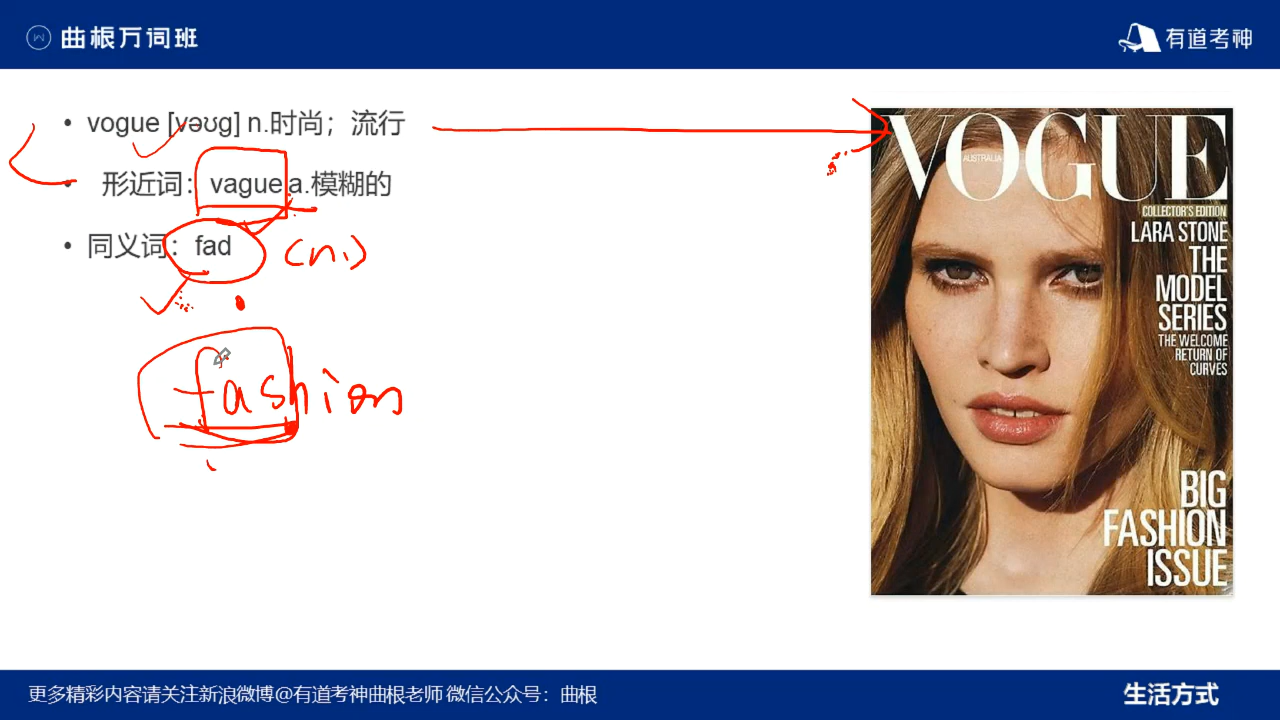 曲根万词班
有道考神
• vogue [vəʊg] n.时尚；流行
• 形近词：vague a.模糊的
• 同义词：fad (n.)
fashion
VOGUE
AUSTRALIA
COLLECTOR'S EDITION
LARA STONE
THE
MODEL
SERIES
THE WELCOME
RETURN OF
CURVES
BIG
FASHION
ISSUE
更多精彩内容请关注新浪微博@有道考神曲根老师 微信公众号：曲根
生活方式